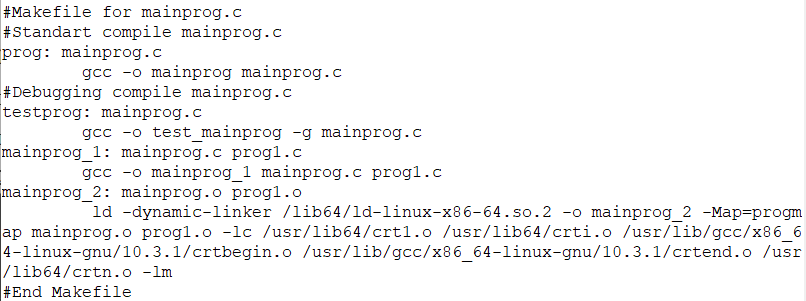 #Makefile for mainprog.c
#Standart compile mainprog.c
prog: mainprog.c
        gcc -o mainprog mainprog.c
#Debugging compile mainprog.c
testprog: mainprog.c
        gcc -o test_mainprog -g mainprog.c
mainprog_1: mainprog.c prog1.c
        gcc -o mainprog_1 mainprog.c prog1.c
mainprog_2: mainprog.o prog1.o
         ld -dynamic-linker /lib64/ld-linux-x86-64.so.2 -o mainprog_2 -Map=progm
ap mainprog.o prog1.o -lc /usr/lib64/crt1.o /usr/lib64/crti.o /usr/lib/gcc/x86_6
4-linux-gnu/10.3.1/crtbegin.o /usr/lib/gcc/x86_64-linux-gnu/10.3.1/crtend.o /usr
/lib64/crtn.o -lm
#End Makefile